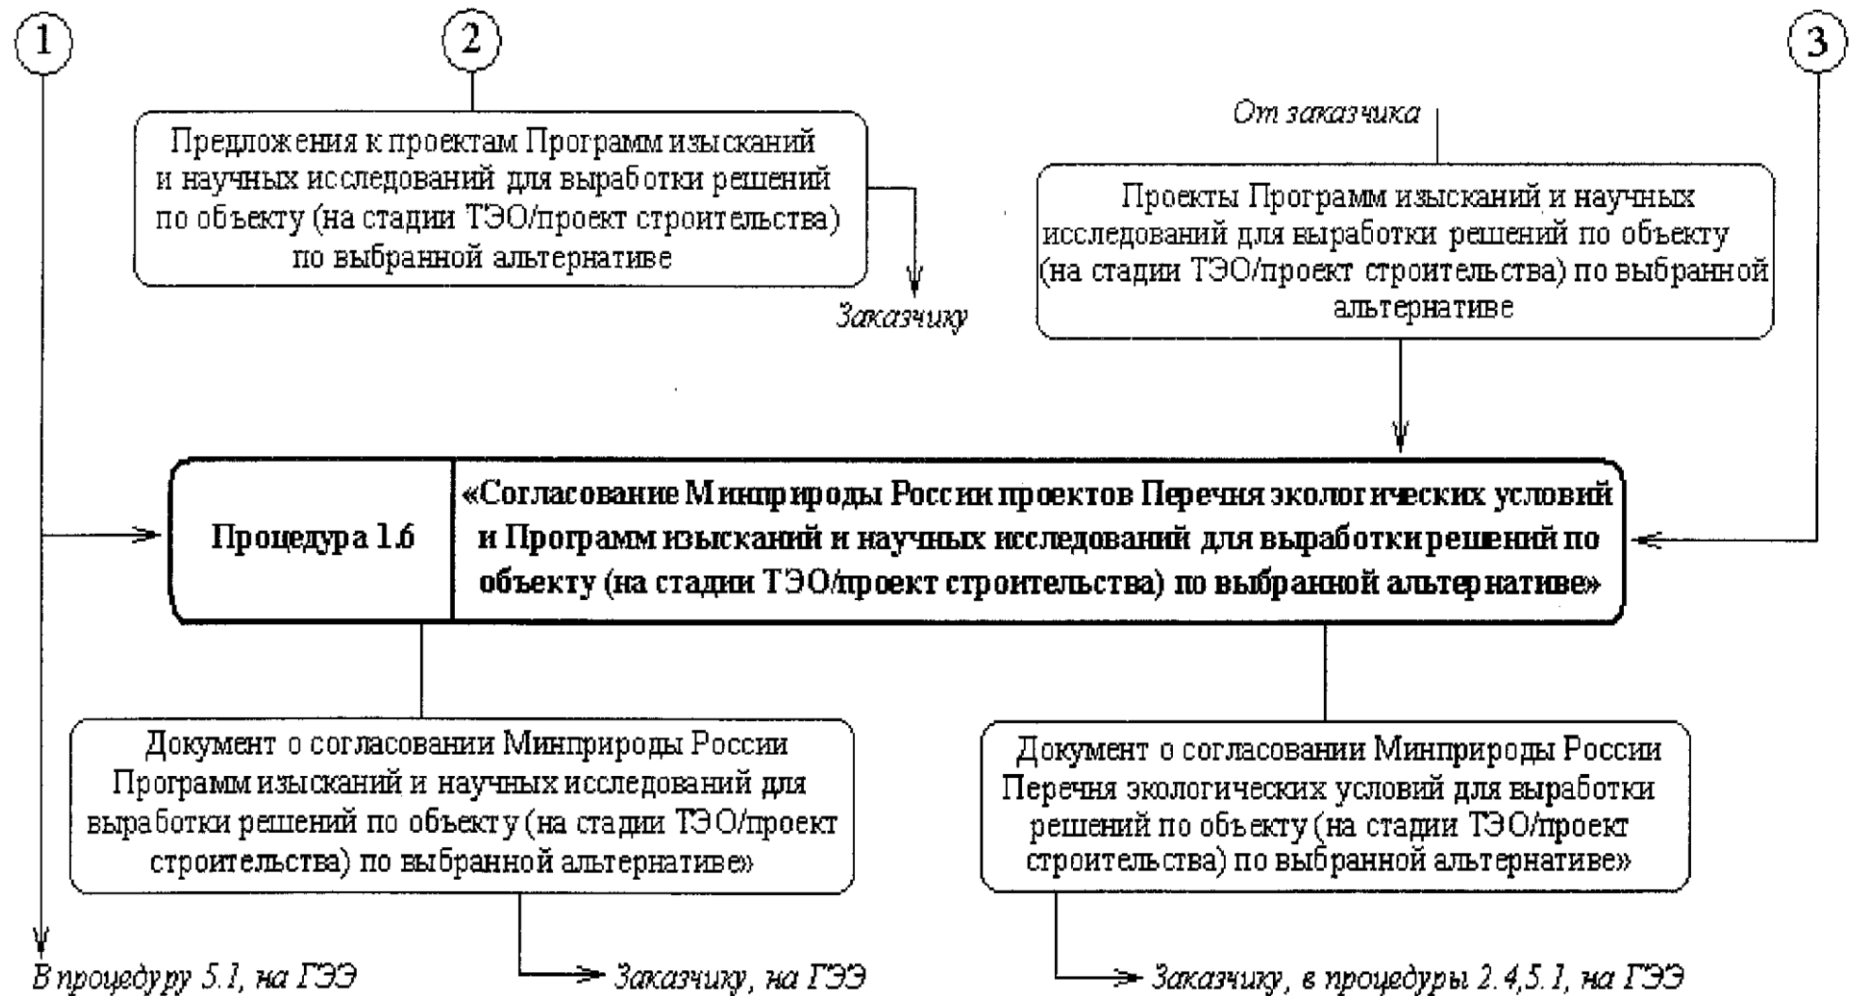 1
2
3
Предложения к проектам Программ изысканий
и научных исследований для выработки решений
по объекту (на стадии ТЭО/проект строительства)
по выбранной альтернативе
Заказчику
От заказчика
Проекты Программ изысканий и научных
исследований для выработки решений по объекту
(на стадии ТЭО/проект строительства) по выбранной
альтернативе
Процедура 1.6
«Согласование Минприроды России проектов Перечня экологических условий
и Программ изысканий и научных исследований для выработки решений по
объекту (на стадии ТЭО/проект строительства) по выбранной альтернативе»
Документ о согласовании Минприроды России
Программ изысканий и научных исследований для
выработки решений по объекту (на стадии ТЭО/проект
строительства) по выбранной альтернативе»
Документ о согласовании Минприроды России
Перечня экологических условий для выработки
решений по объекту (на стадии ТЭО/проект
строительства) по выбранной альтернативе»
В процедуру 5.1, на ГЭЭ
Заказчику, на ГЭЭ
Заказчику, в процедуры 2.4,5.1, на ГЭЭ